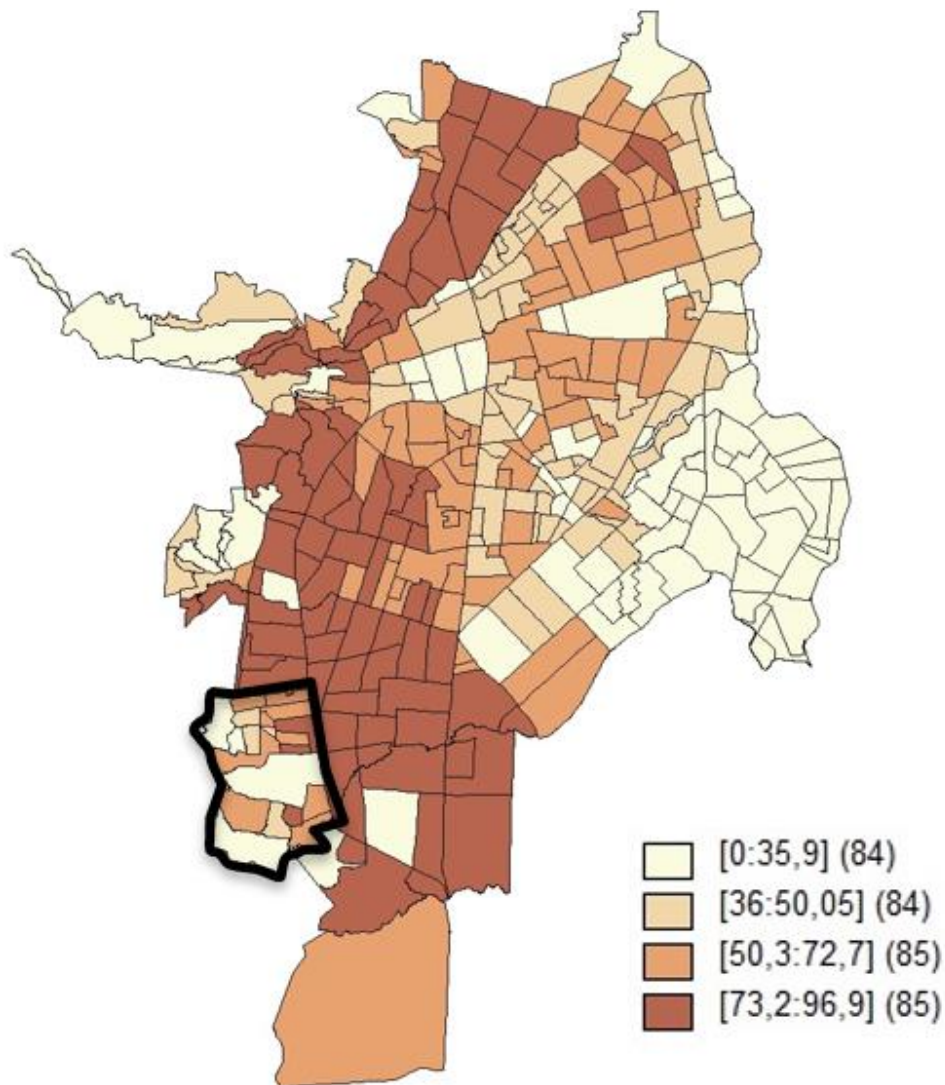 [0:35,9] (84)
[36:50,05] (84)
[50,3:72,7] (85)
[73,2:96,9] (85)